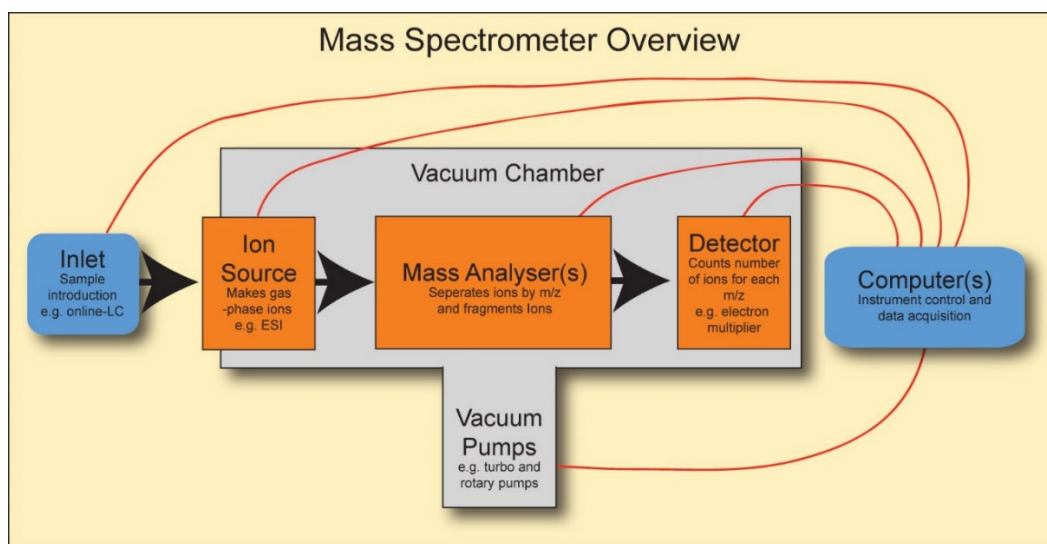 Mass Spectrometer Overview
Vacuum Chamber
Inlet
Sample
introduction
e.g. online-LC
Ion
Source
Makes gas
-phase ions
e.g. ESI
Mass Analyser(s)
Seperates ions by m/z
and fragments Ions
Detector
Counts number
of ions for each
m/z
e.g. electron
multiplier
Computer(s)
Instrument control and
data acquisition
Vacuum
Pumps
e.g. turbo and
rotary pumps